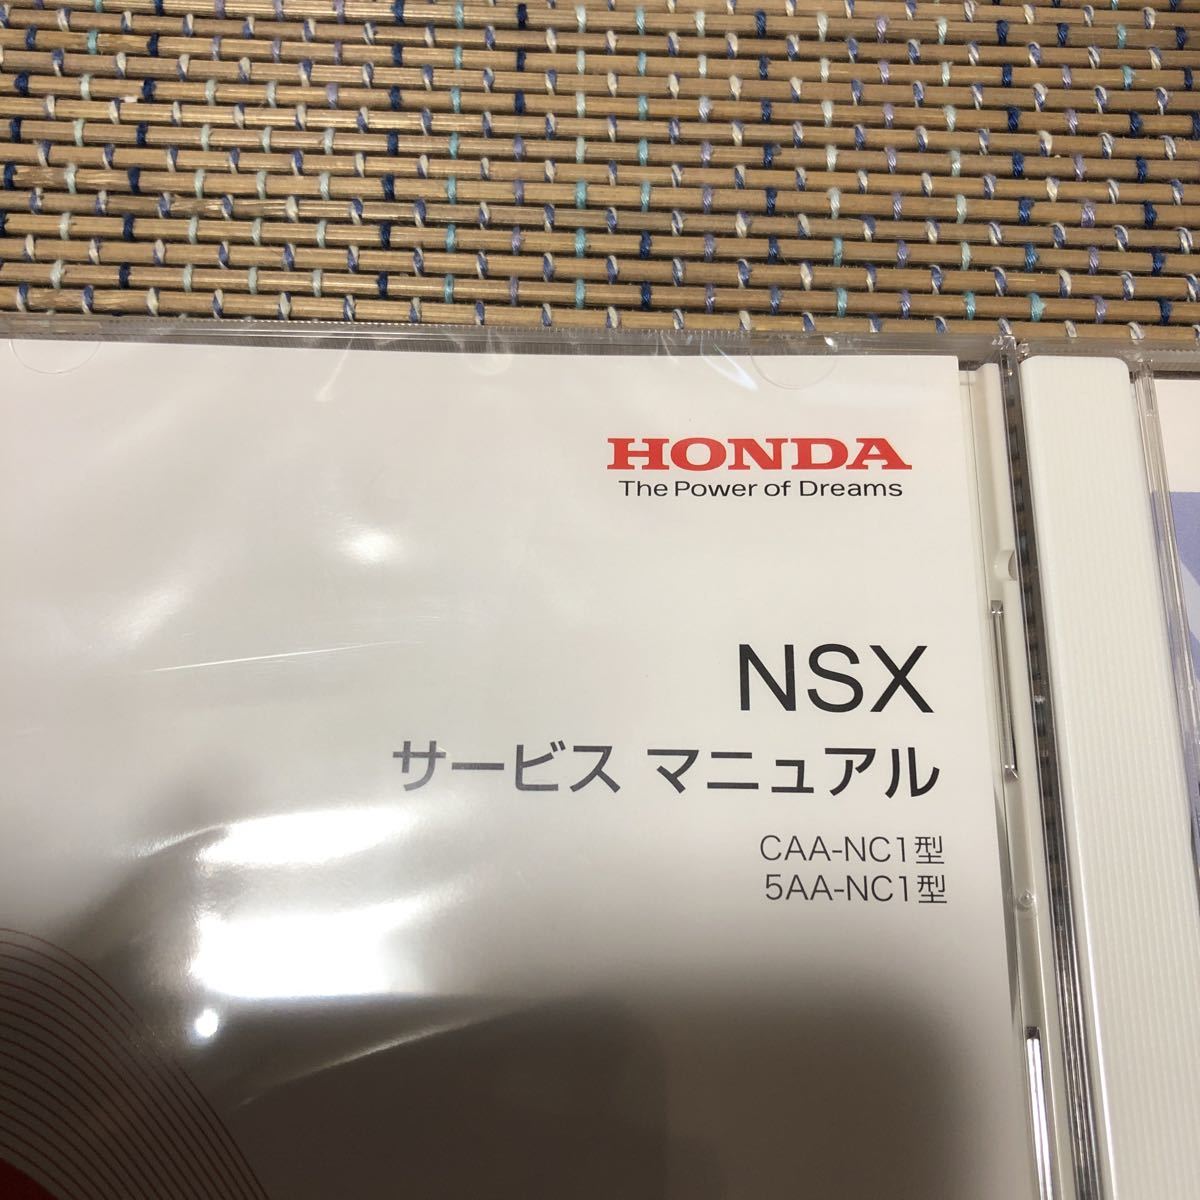 HONDA
The Power of Dreams
NSX
サービス マニュアル
CAA-NC1型
5AA-NC1型